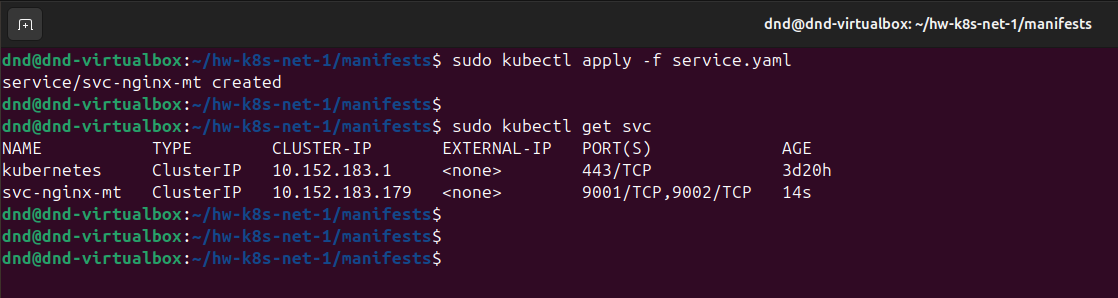 dnd@dnd-virtualbox: ~/hw-k8s-net-1/manifests
dnd@dnd-virtualbox:~/hw-k8s-net-1/manifests$ sudo kubectl apply -f service.yaml
service/svc-nginx-mt created
dnd@dnd-virtualbox:~/hw-k8s-net-1/manifests$
dnd@dnd-virtualbox:~/hw-k8s-net-1/manifests$ sudo kubectl get svc
NAME           TYPE        CLUSTER-IP       EXTERNAL-IP   PORT(S)             AGE
kubernetes     ClusterIP   10.152.183.1     <none>        443/TCP             3d20h
svc-nginx-mt   ClusterIP   10.152.183.179   <none>        9001/TCP,9002/TCP   14s
dnd@dnd-virtualbox:~/hw-k8s-net-1/manifests$
dnd@dnd-virtualbox:~/hw-k8s-net-1/manifests$
dnd@dnd-virtualbox:~/hw-k8s-net-1/manifests$